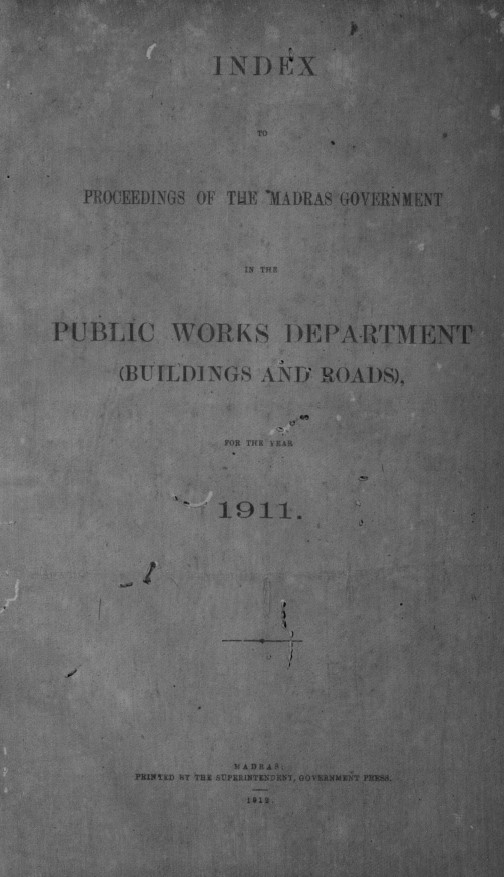 INDEX
TO
PROCEEDINGS OF THE MADRAS GOVERNMENT
IN THE
PUBLIC WORKS DEPARTMENT
(BUILDINGS AND ROADS),
FOR THE YEAR
1911.
MADRAS:
PRINTED BY THE SUPERINTENDENT, GOVERNMENT PRESS.
1912.